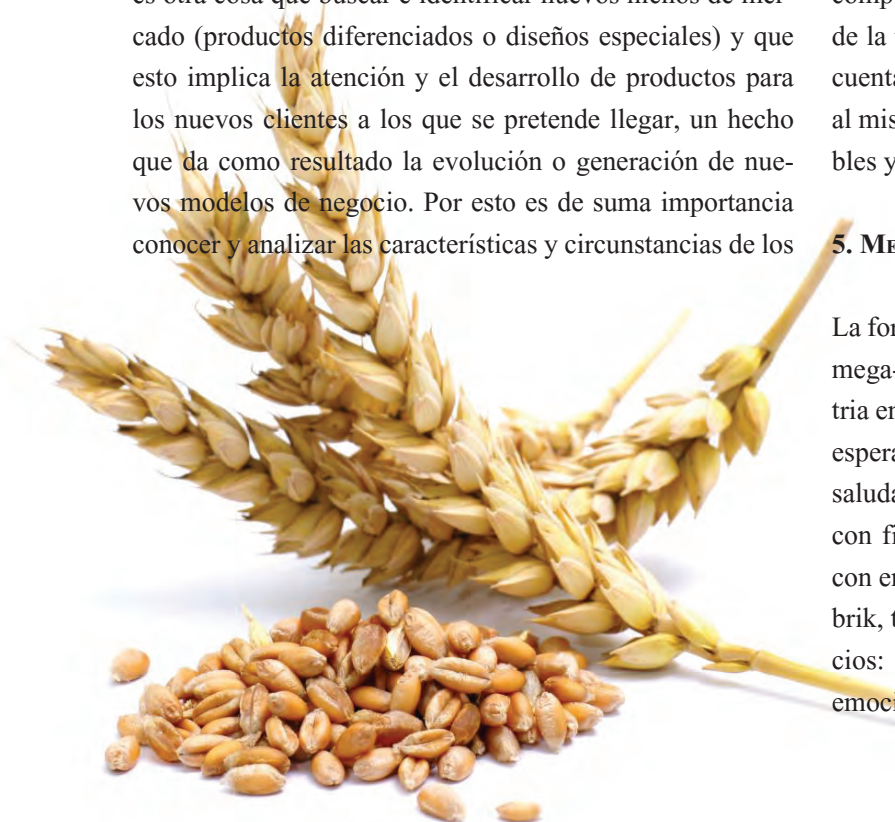 es otra cosa que buscar e identificar nuevos nichos de mer-
cado (productos diferenciados o diseños especiales) y que
esto implica la atención y el desarrollo de productos para
los nuevos clientes a los que se pretende llegar, un hecho
que da como resultado la evolución o generación de nue-
vos modelos de negocio. Por esto es de suma importancia
conocer y analizar las características y circunstancias de los
de la
cuenta
al mis
bles y
5. ME
La for
mega-
tria en
espera
saluda
con fi
con en
brik, t
cios:
emoci